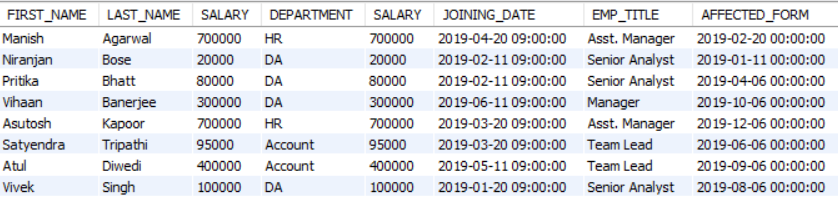 FIRST_NAME LAST_NAME SALARY DEPARTMENT SALARY JOINING_DATE EMP_TITLE AFFECTED_FORM
Manish Agarwal 700000 HR 700000 2019-04-20 09:00:00 Asst. Manager 2019-02-20 00:00:00
Niranjan Bose 20000 DA 20000 2019-02-11 09:00:00 Senior Analyst 2019-01-11 00:00:00
Pritika Bhatt 80000 DA 80000 2019-02-11 09:00:00 Senior Analyst 2019-04-06 00:00:00
Vihaan Banerjee 300000 DA 300000 2019-06-11 09:00:00 Manager 2019-10-06 00:00:00
Asutosh Kapoor 700000 HR 700000 2019-03-20 09:00:00 Asst. Manager 2019-12-06 00:00:00
Satyendra Tripathi 95000 Account 95000 2019-03-20 09:00:00 Team Lead 2019-06-06 00:00:00
Atul Diwedi 400000 Account 400000 2019-05-11 09:00:00 Team Lead 2019-09-06 00:00:00
Vivek Singh 100000 DA 100000 2019-01-20 09:00:00 Senior Analyst 2019-08-06 00:00:00